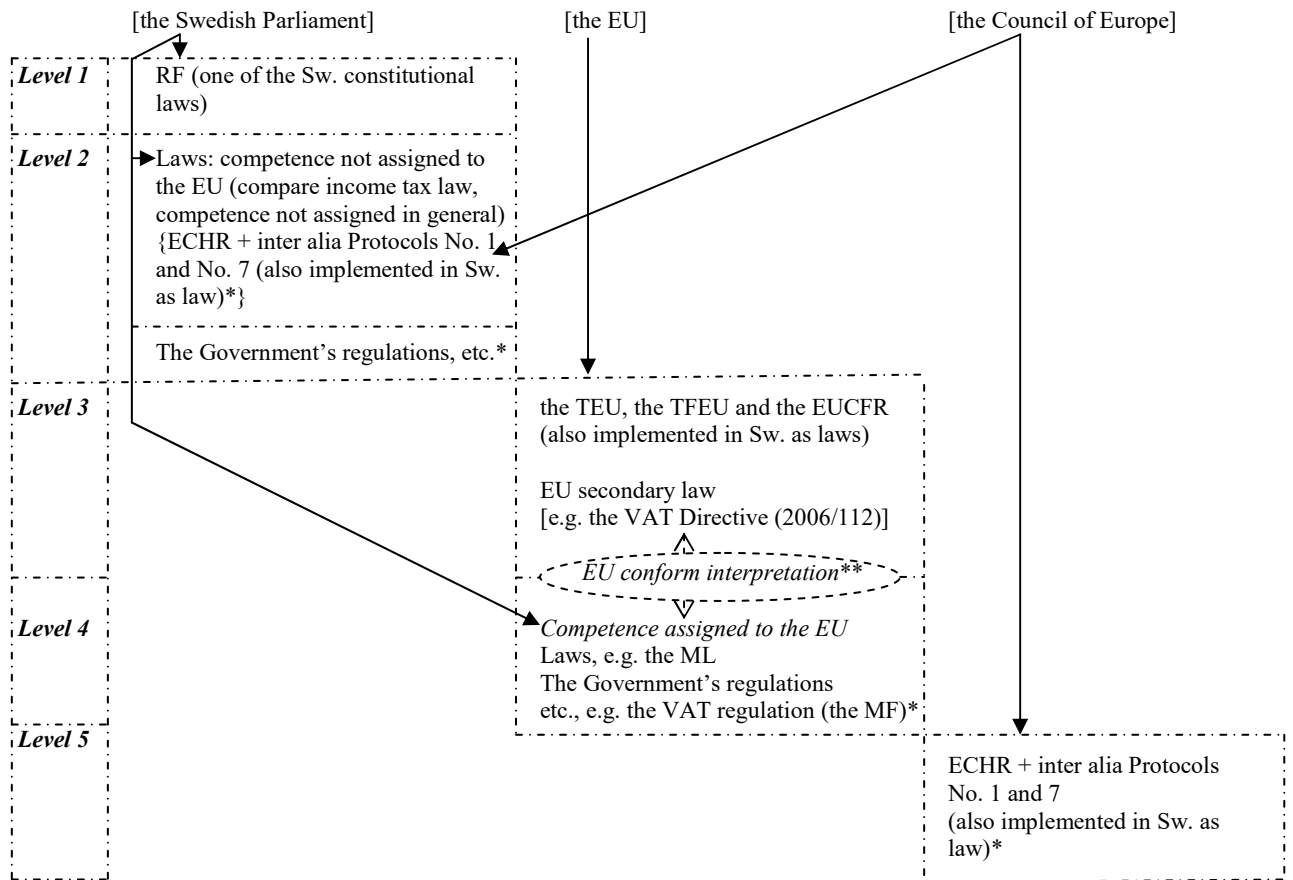 [the Swedish Parliament] [the EU] [the Council of Europe]
Level 1
RF (one of the Sw. constitutional
laws)
Level 2
Laws: competence not assigned to
the EU (compare income tax law,
competence not assigned in general)
{ECHR + inter alia Protocols No. 1
and No. 7 (also implemented in Sw.
as law)*}
The Government's regulations, etc.*
Level 3
the TEU, the TFEU and the EUCFR
(also implemented in Sw. as laws)
EU secondary law
[e.g. the VAT Directive (2006/112)]
EU conform interpretation**
Level 4
Competence assigned to the EU
Laws, e.g. the ML
The Government's regulations
etc., e.g. the VAT regulation (the MF)*
Level 5
ECHR + inter alia Protocols
No. 1 and 7
(also implemented in Sw. as
law)*